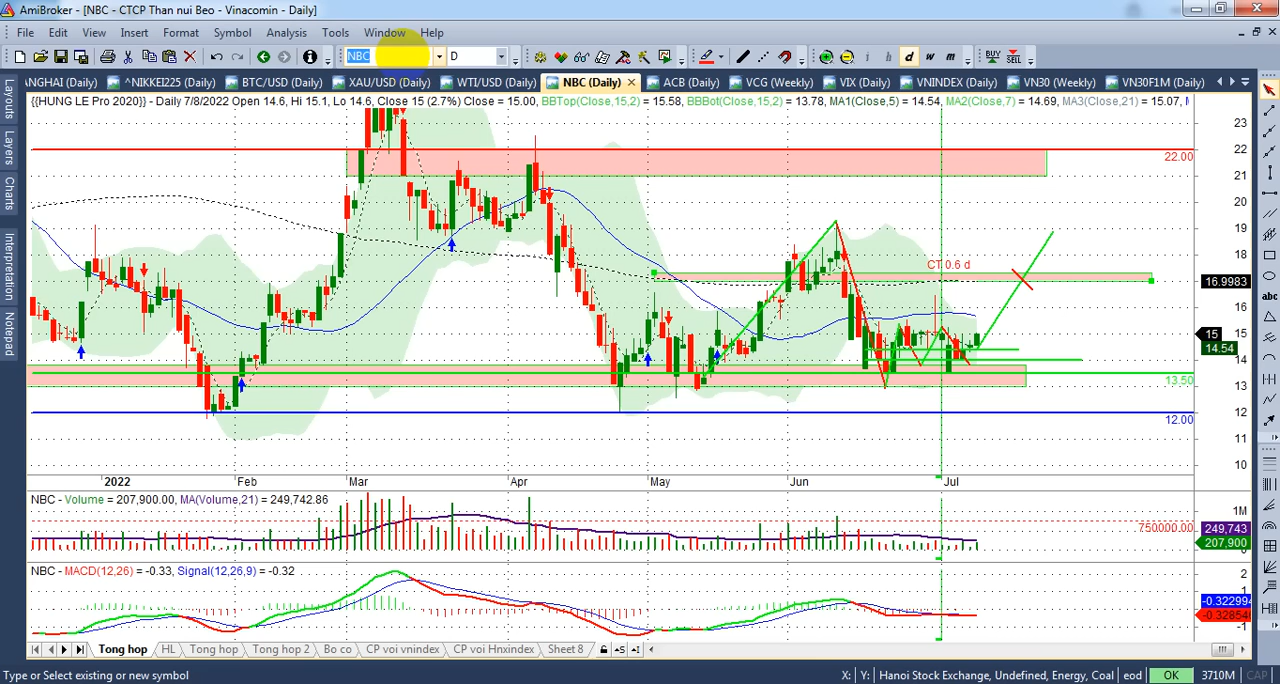 AmiBroker - [NBC - CTCP Than nui Beo - Vinacomin - Daily]
File Edit View Insert Format Symbol Analysis Tools Window Help
NBC D i h d w m BUY SELL
^NIKKEI225 (Daily) BTC/USD (Daily) XAU/USD (Daily) WTI/USD (Daily) NBC (Daily) ACB (Daily) VCG (Weekly) VIX (Daily) VNINDEX (Daily) VN30 (Weekly) VN30F1M (Daily)
Layouts
Layers
Charts
Interpretation
Notepad
{{HUNG LE Pro 2020}} - Daily 7/8/2022 Open 14.6, Hi 15.1, Lo 14.6, Close 15 (2.7%) Close = 15.00, BBTop(Close,15,2) = 15.58, BBBot(Close,15,2) = 13.78, MA1(Close,5) = 14.54, MA2(Close,7) = 14.69, MA3(Close,21) = 15.07,
23
22
22.00
21
20
19
18
CT 0.6 d
16.9983
16
15
15
14.54
14
13.50
13
12
12.00
11
10
2022 Feb Mar Apr May Jun Jul
NBC - Volume = 207,900.00, MA(Volume,21) = 249,742.86
1M
750000.00
249,743
207,900
0
NBC - MACD(12,26) = -0.33, Signal(12,26,9) = -0.32
2
1
-0.322994
-1
Tong hop HL Tong hop Tong hop 2 Bo co CP voi vnindex CP voi Hnxindex Sheet 8
Type or Select existing or new symbol X: Y: Hanoi Stock Exchange, Undefined, Energy, Coal eod OK 3710M CAP
abc